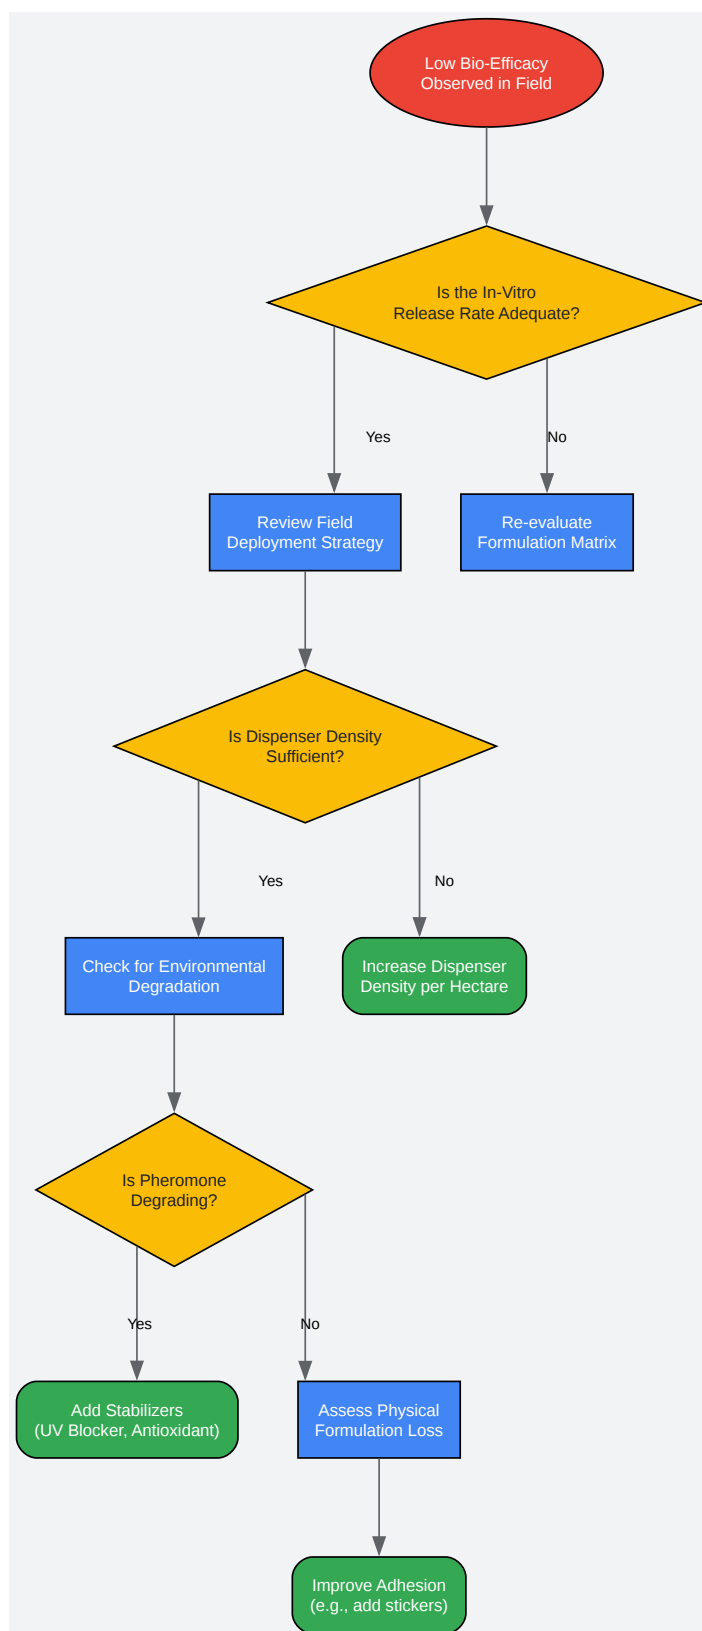 Low Bio-Efficacy
Observed in Field
Is the In-Vitro
Release Rate Adequate?
Yes
No
Review Field
Deployment Strategy
Re-evaluate
Formulation Matrix
Is Dispenser Density
Sufficient?
Yes
No
Check for Environmental
Degradation
Increase Dispenser
Density per Hectare
Is Pheromone
Degrading?
Yes
No
Add Stabilizers
(UV Blocker, Antioxidant)
Assess Physical
Formulation Loss
Improve Adhesion
(e.g., add stickers)